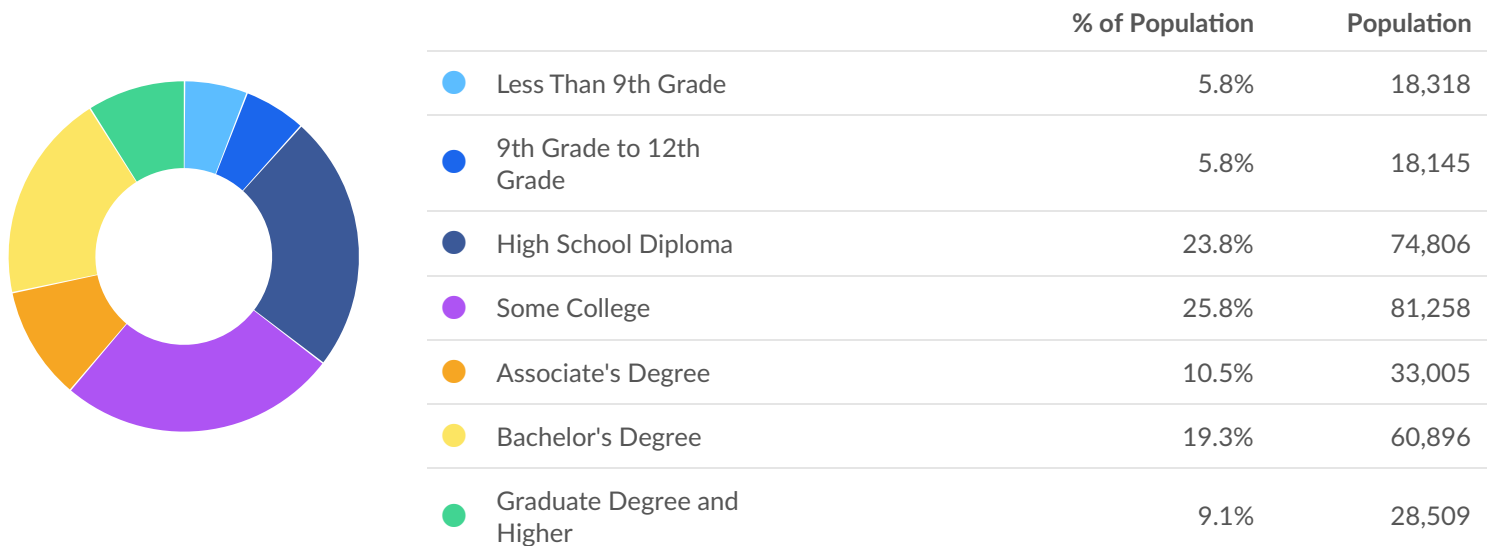 % of Population Population
Less Than 9th Grade 5.8% 18,318
9th Grade to 12th
Grade 5.8% 18,145
High School Diploma 23.8% 74,806
Some College 25.8% 81,258
Associate's Degree 10.5% 33,005
Bachelor's Degree 19.3% 60,896
Graduate Degree and
Higher 9.1% 28,509